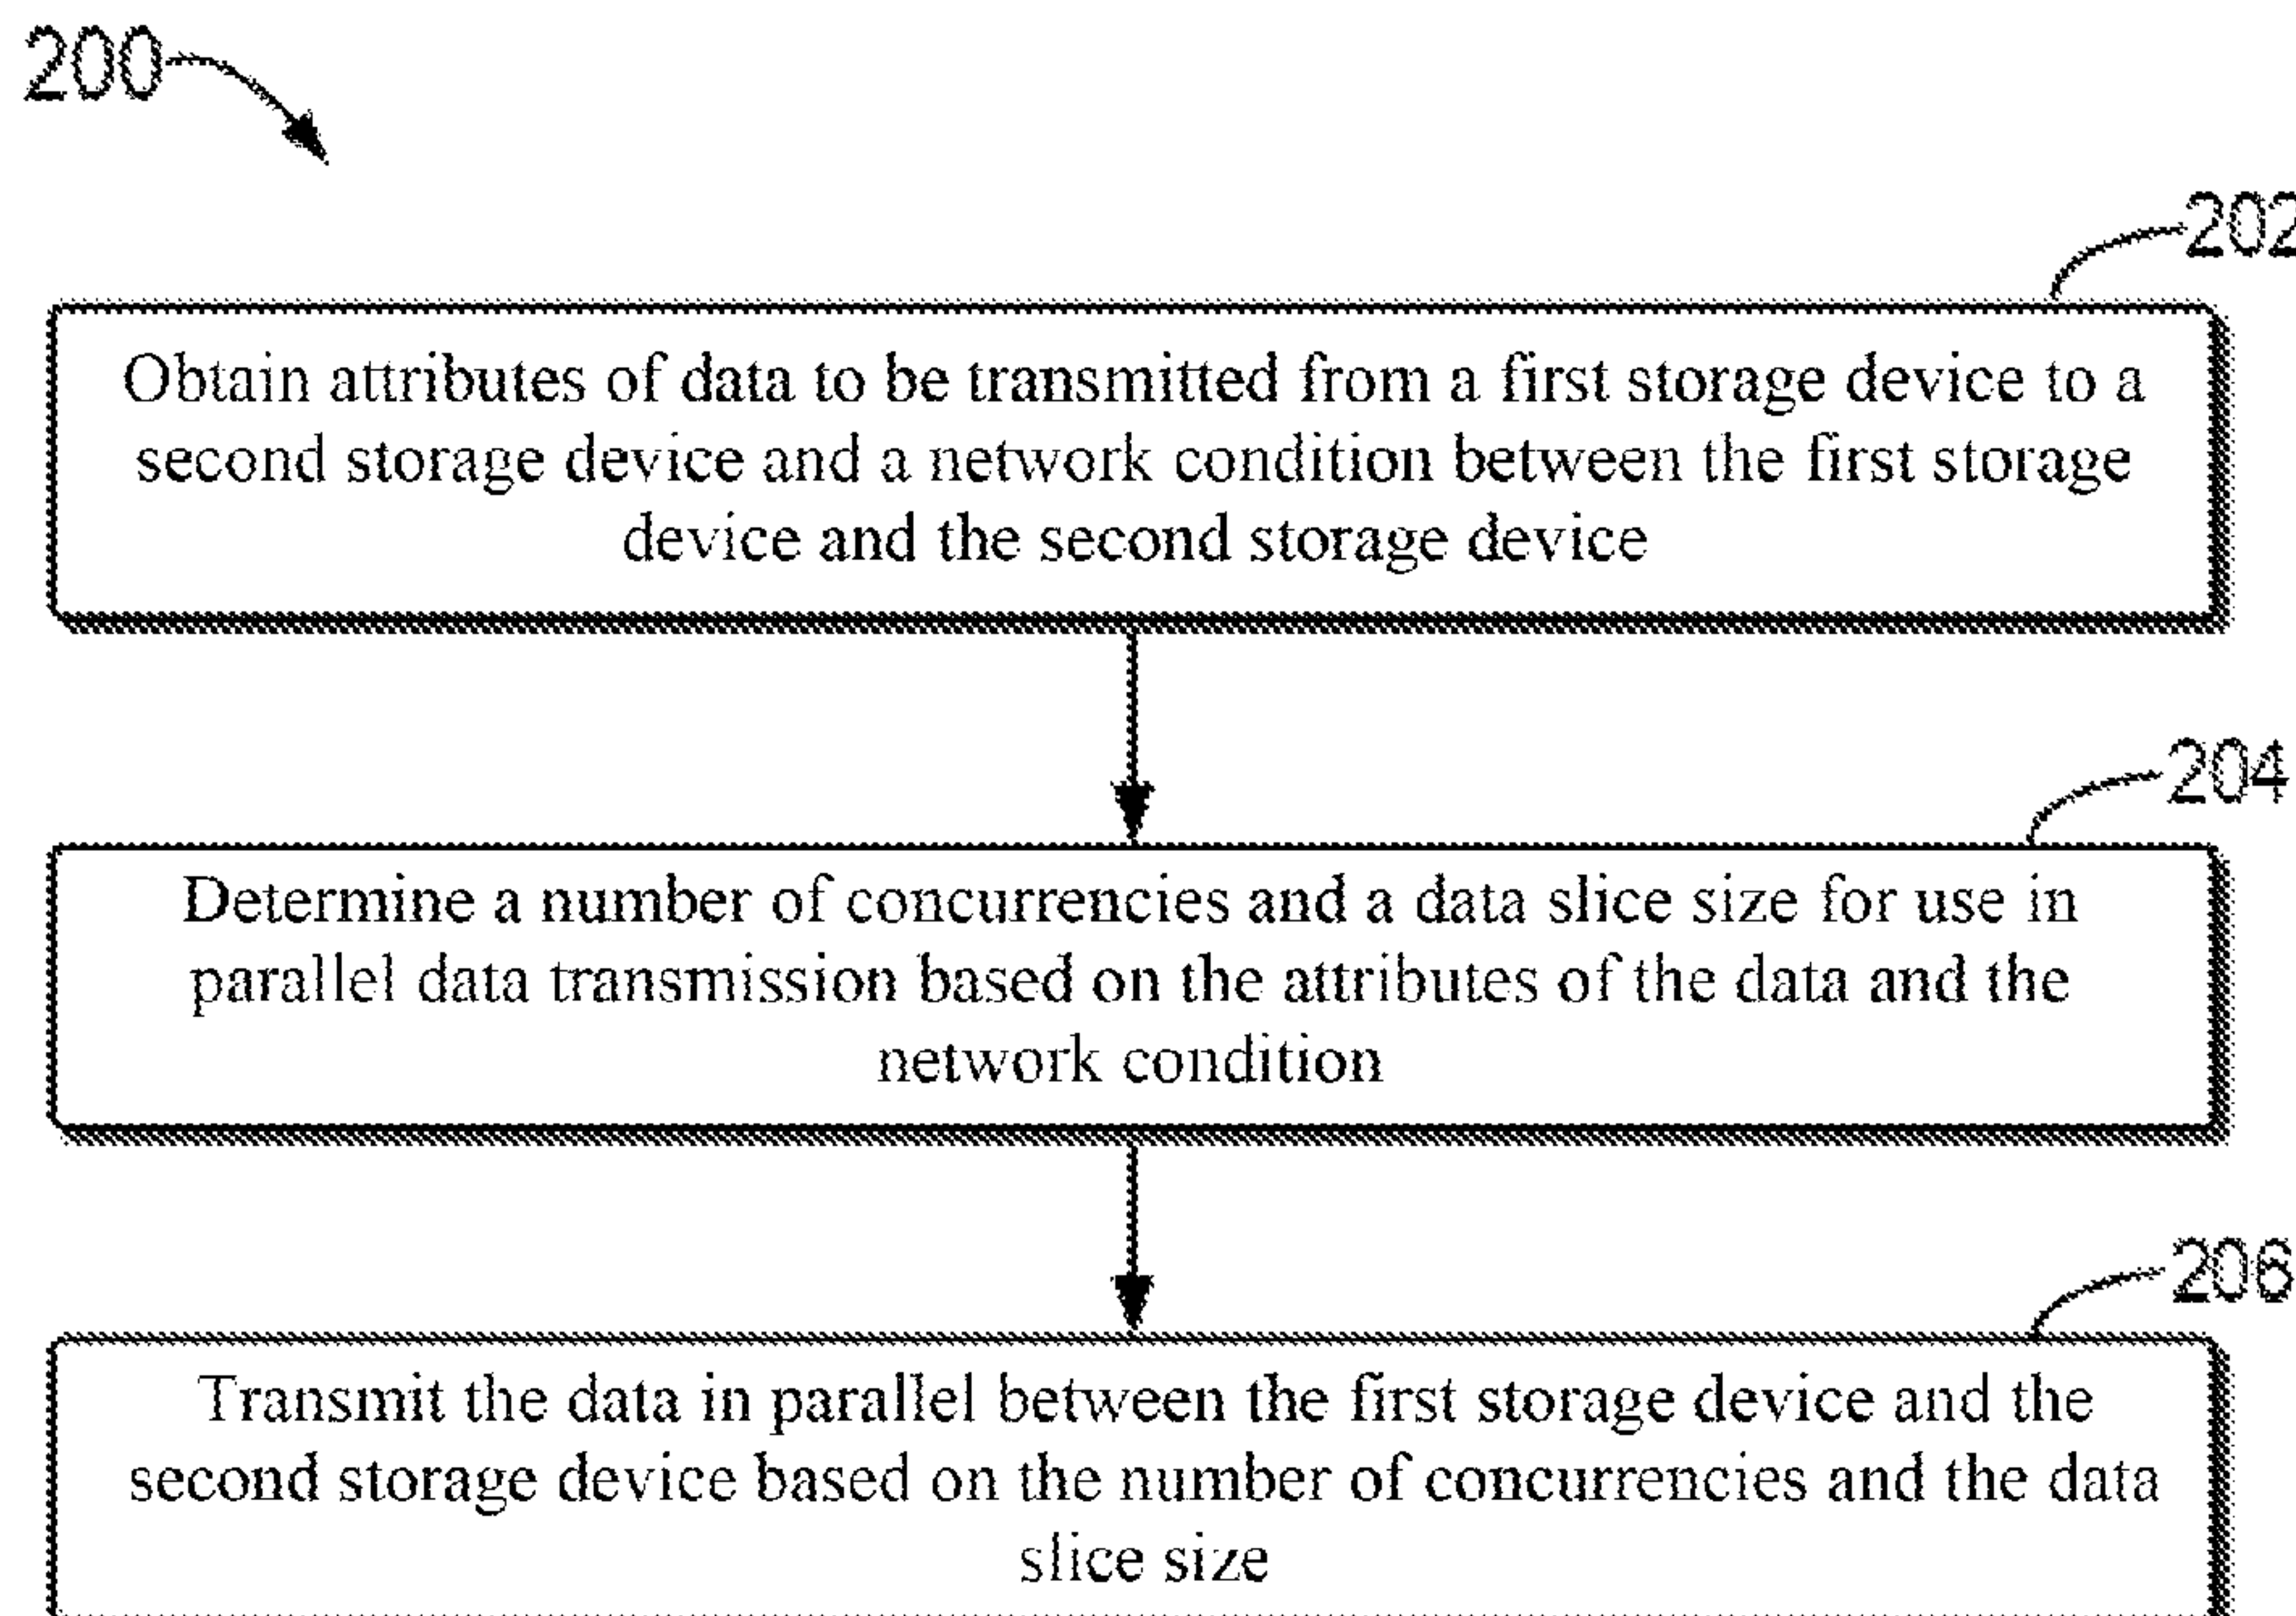 200
202
Obtain attributes of data to be transmitted from a first storage device to a
second storage device and a network condition between the first storage
device and the second storage device
204
Determine a number of concurrencies and a data slice size for use in
parallel data transmission based on the attributes of the data and the
network condition
206
Transmit the data in parallel between the first storage device and the
second storage device based on the number of concurrencies and the data
slice size